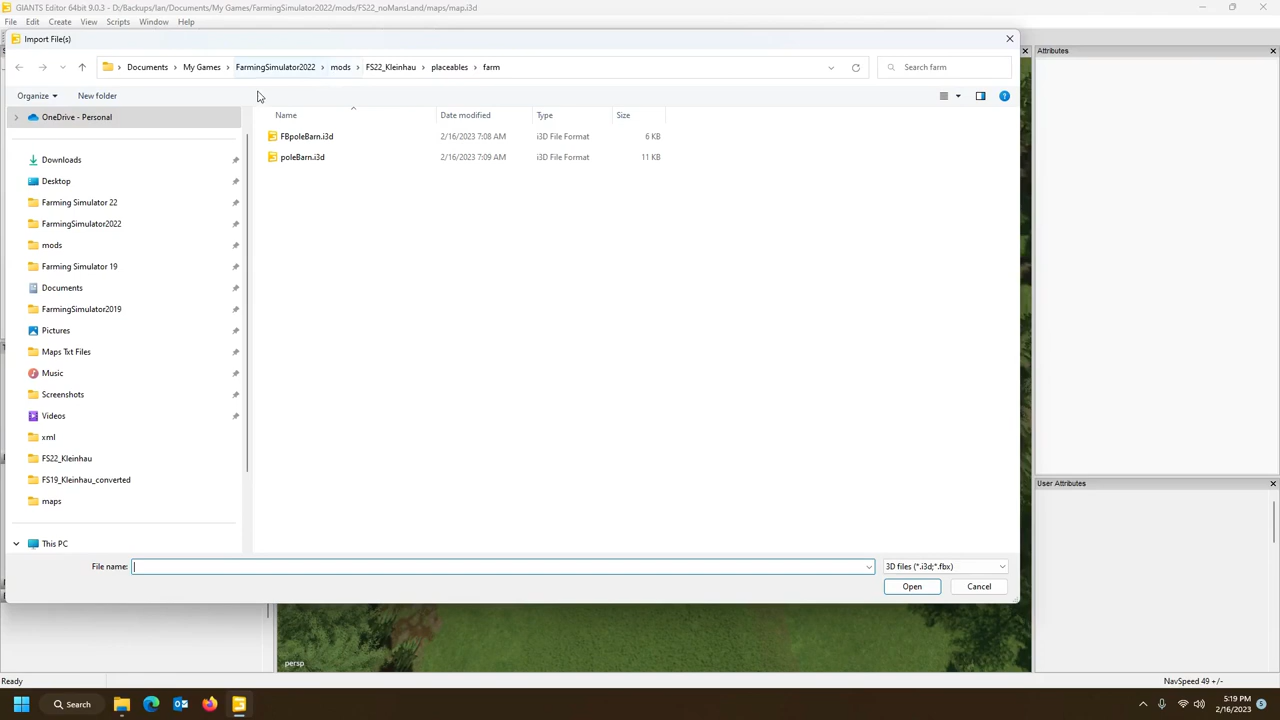 GIANTS Editor 64bit 9.0.3 - D:/Backups/Ian/Documents/My Games/FarmingSimulator2022/mods/FS22_noMansLand/maps/map.i3d
File Edit Create View Scripts Window Help
Import File(s)
Attributes
Documents My Games FarmingSimulator2022 mods FS22_Kleinhau placeables farm
Search farm
Organize New folder
Name Date modified Type Size
OneDrive - Personal
FBpoleBarn.i3d 2/16/2023 7:08 AM i3D File Format 6 KB
poleBarn.i3d 2/16/2023 7:09 AM i3D File Format 11 KB
Downloads
Desktop
Farming Simulator 22
FarmingSimulator2022
mods
Farming Simulator 19
Documents
FarmingSimulator2019
Pictures
Maps Txt Files
Music
Screenshots
Videos
xml
FS22_Kleinhau
FS19_Kleinhau_converted
maps
User Attributes
This PC
File name:
3D files (*.i3d;*.fbx)
Open Cancel
persp
Ready
NavSpeed 49 +/-
Search
5:19 PM
2/16/2023
5